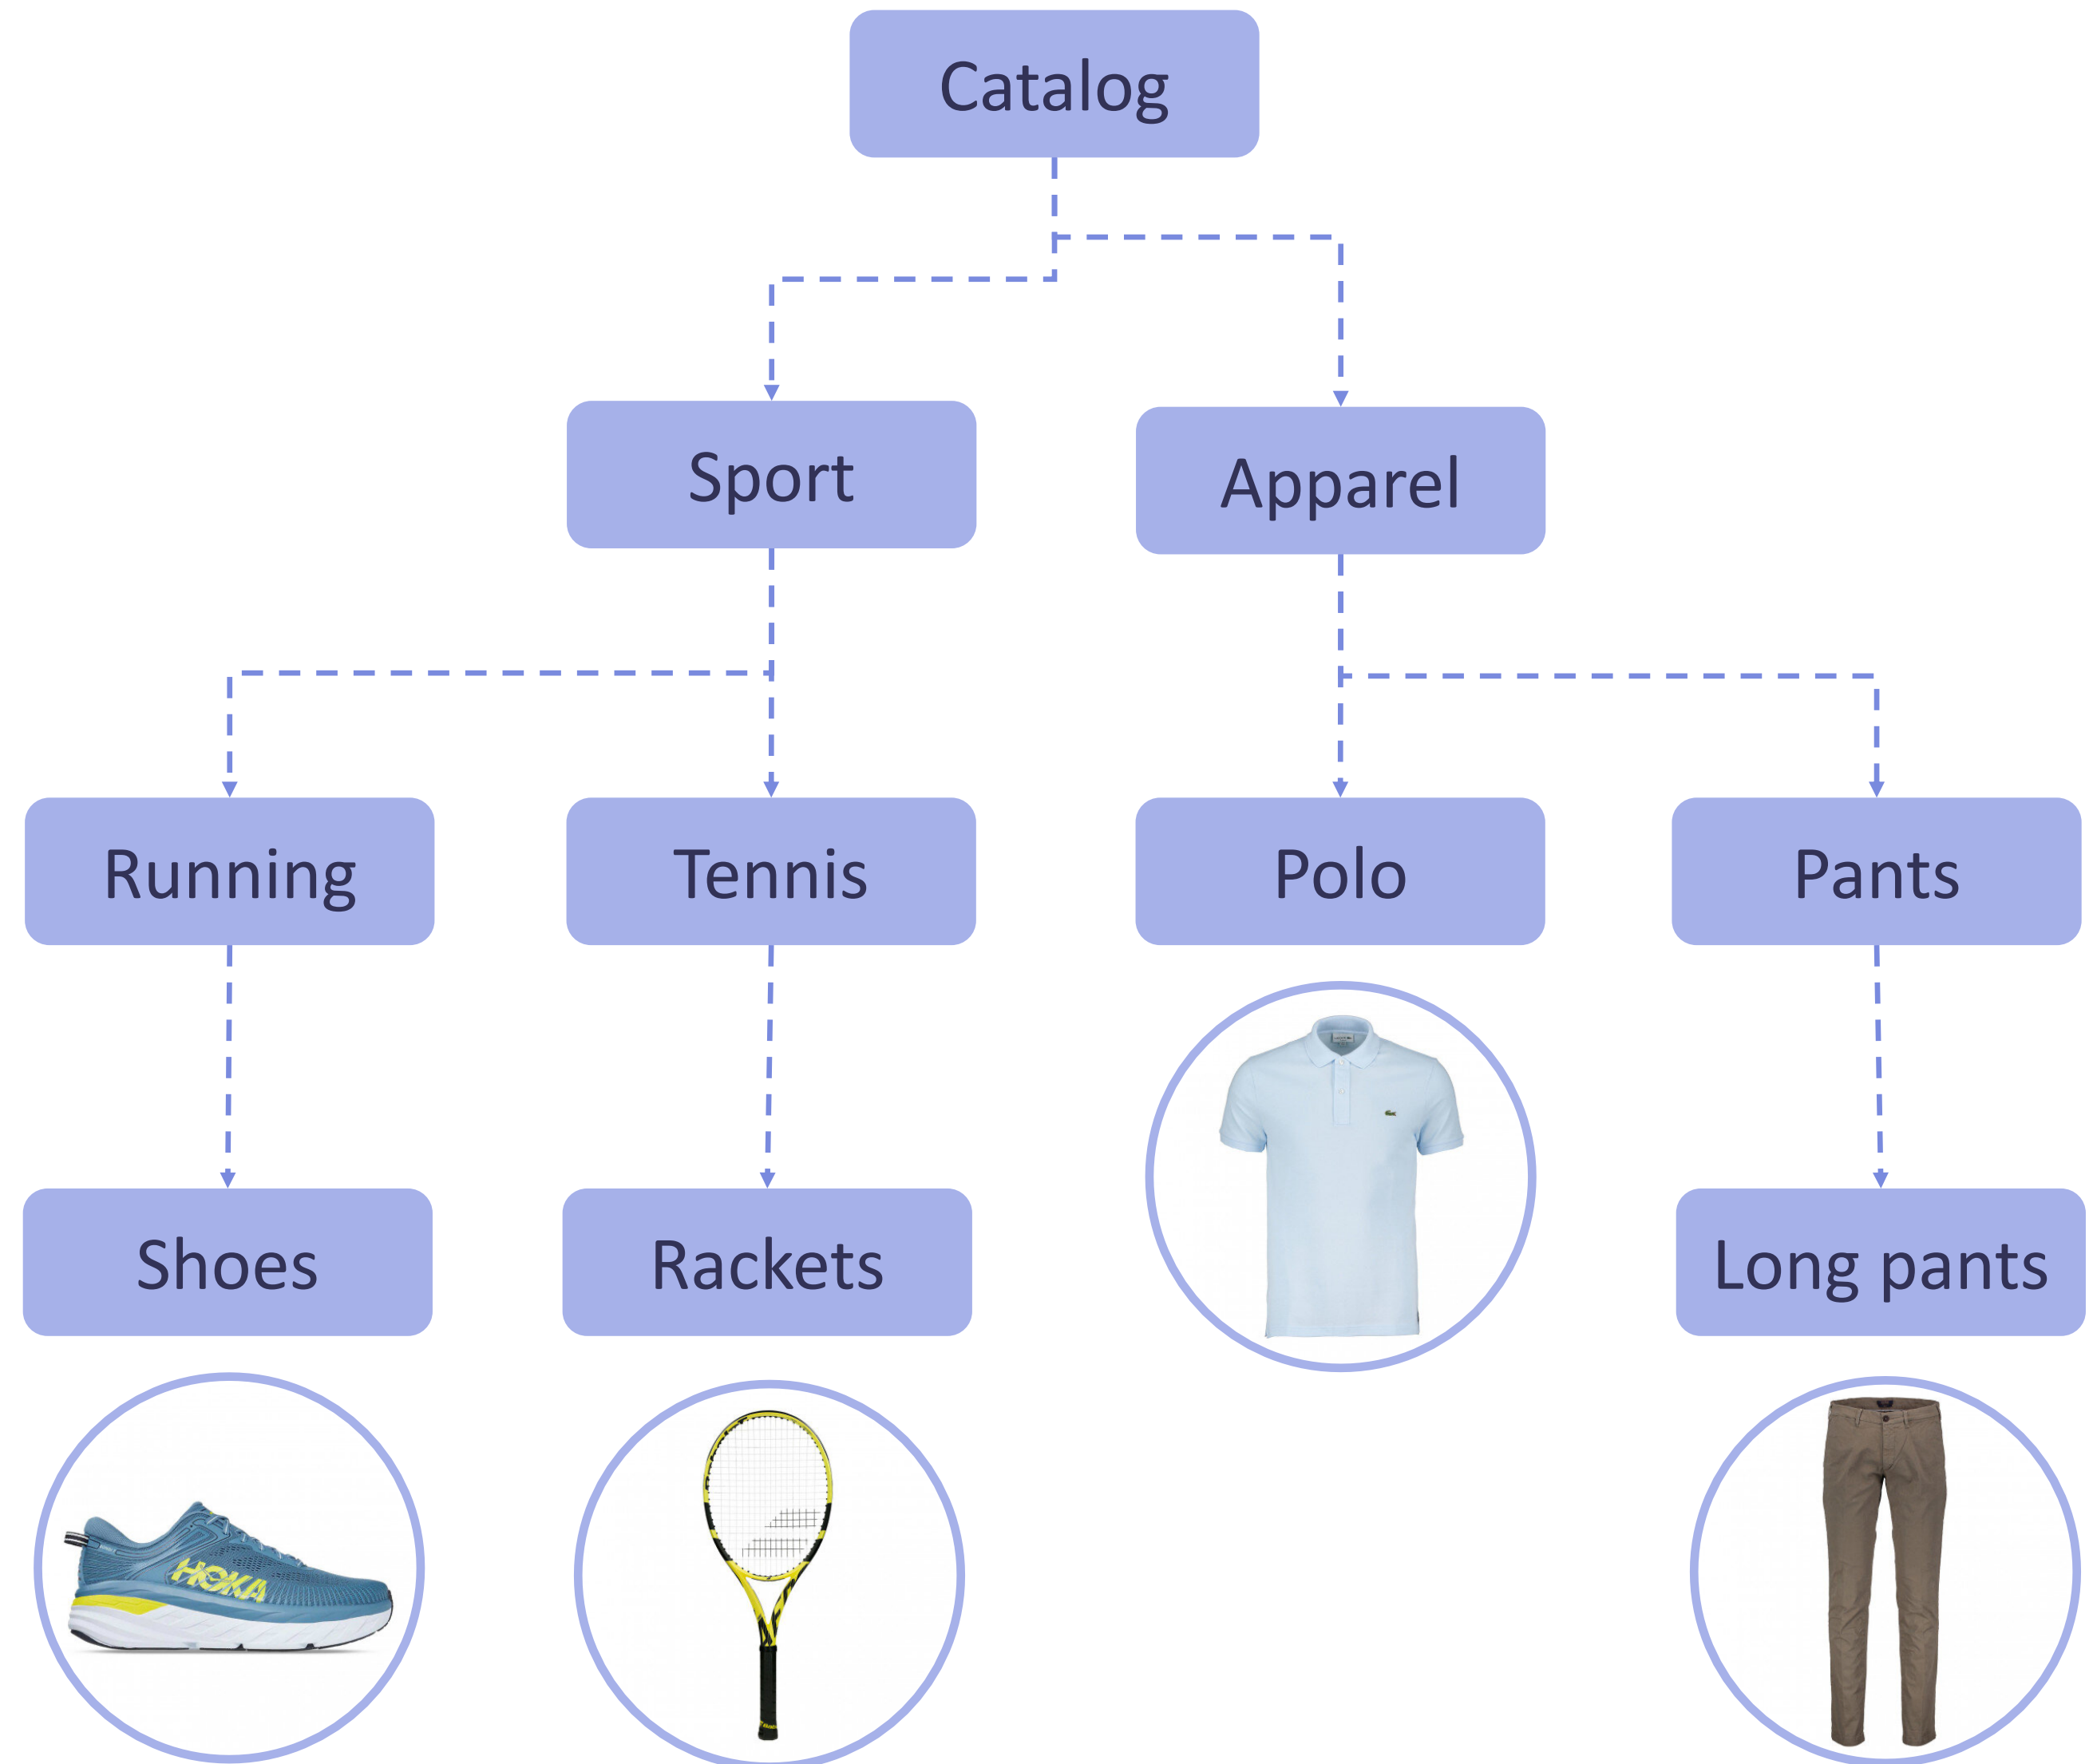 Catalog
Sport
Apparel
Running
Tennis
Polo
Pants
Shoes
Rackets
Long pants
HOKA